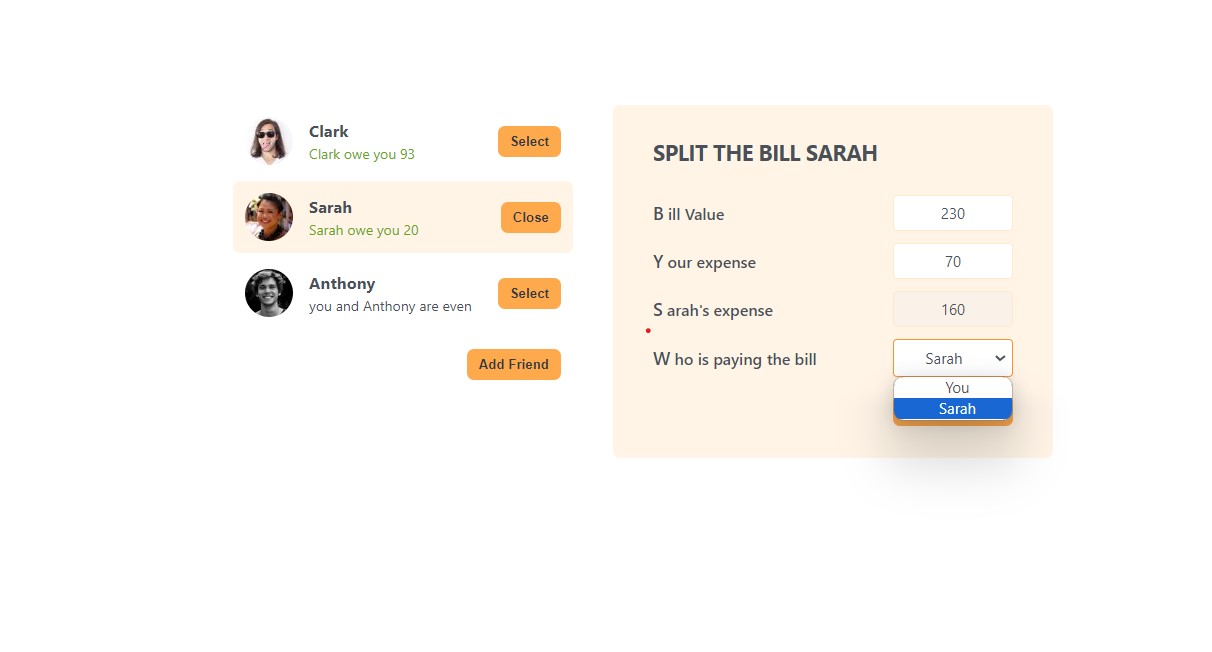 Clark
Clark owe you 93
Select
Sarah
Sarah owe you 20
Close
Anthony
you and Anthony are even
Select
Add Friend
SPLIT THE BILL SARAH
B ill Value
230
Y our expense
70
S arah's expense
160
W ho is paying the bill
Sarah
You
Sarah